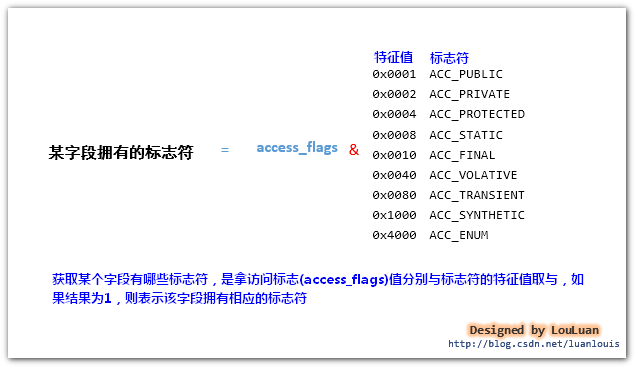 特征值 标志符
0x0001 ACC_PUBLIC
0x0002 ACC_PRIVATE
0x0004 ACC_PROTECTED
0x0008 ACC_STATIC
某字段拥有的标志符 = access_flags & 0x0010 ACC_FINAL
0x0040 ACC_VOLATIVE
0x0080 ACC_TRANSIENT
0x1000 ACC_SYNTHETIC
0x4000 ACC_ENUM
获取某个字段有哪些标志符，是拿访问标志(access_flags)值分别与标志符的特征值取与，如
果结果为1，则表示该字段拥有相应的标志符
Designed by LouLuan
http://blog.csdn.net/luanlouis